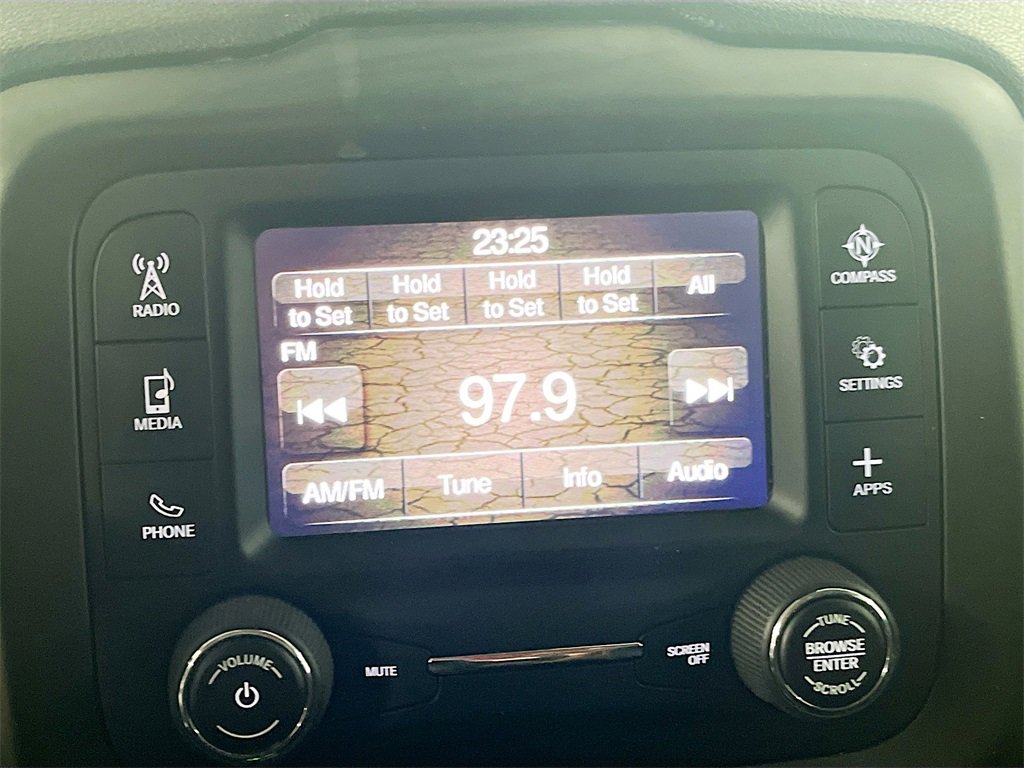 23:25
Hold to Set
Hold to Set
Hold to Set
Hold to Set
All
FM
97.9
AM/FM
Tune
Info
Audio
RADIO
MEDIA
PHONE
N
COMPASS
SETTINGS
APPS
VOLUME
MUTE
SCREEN
OFF
TUNE
BROWSE
ENTER
SCROLL